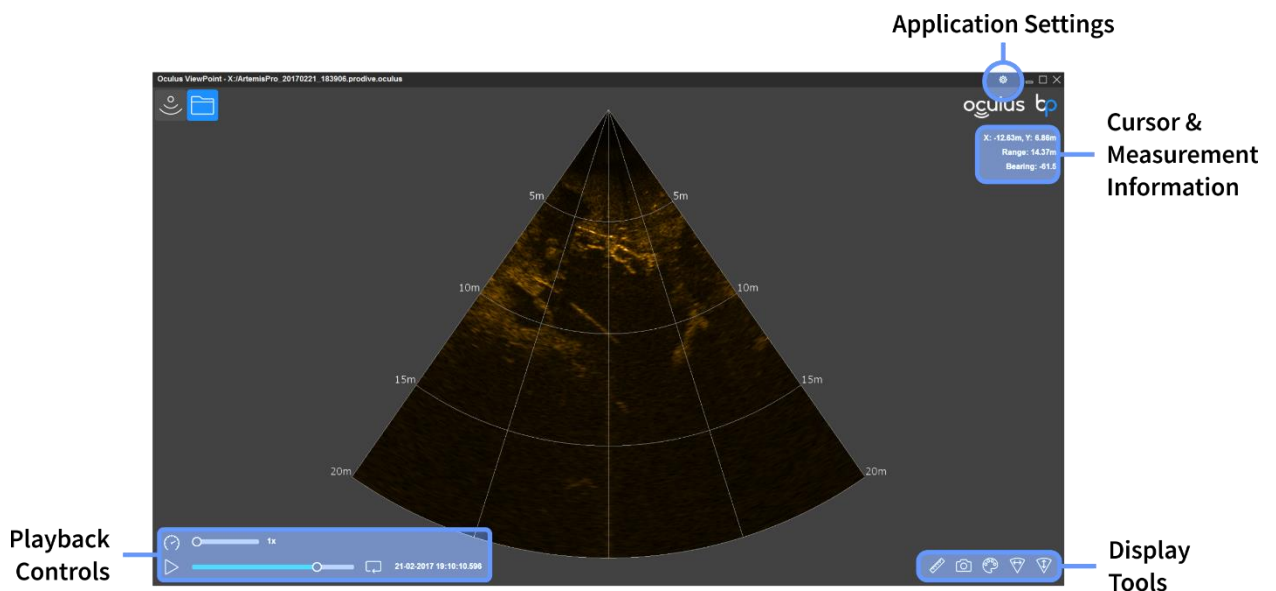 Application Settings
Oculus ViewPoint - X:/ArtemisPro_20170221_183906.prodive.oculus
oculus bp
X: -12.63m, Y: 6.86m
Range: 14.37m
Bearing: -61.5
Cursor &
Measurement
Information
5m 5m
10m 10m
15m 15m
20m 20m
Playback
Controls
1x
21-02-2017 19:10:10.596
Display
Tools